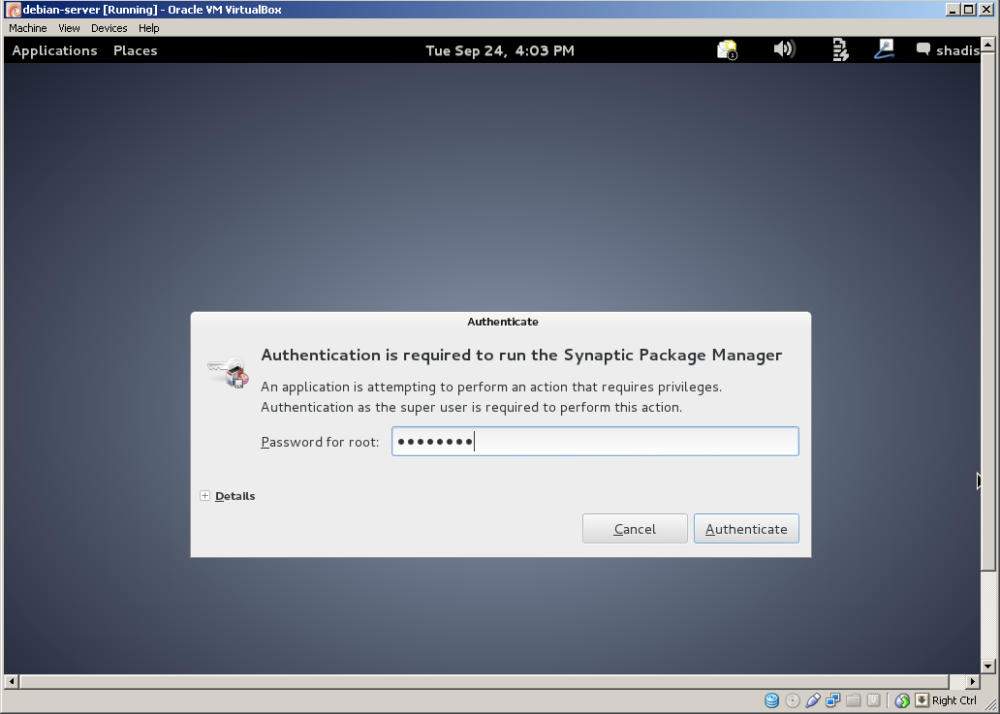 debian-server [Running] - Oracle VM VirtualBox
Machine View Devices Help
Applications Places Tue Sep 24, 4:03 PM shadis
Authenticate
Authentication is required to run the Synaptic Package Manager
An application is attempting to perform an action that requires privileges.
Authentication as the super user is required to perform this action.
Password for root: ●●●●●●●●
Details
Cancel Authenticate
Right Ctrl